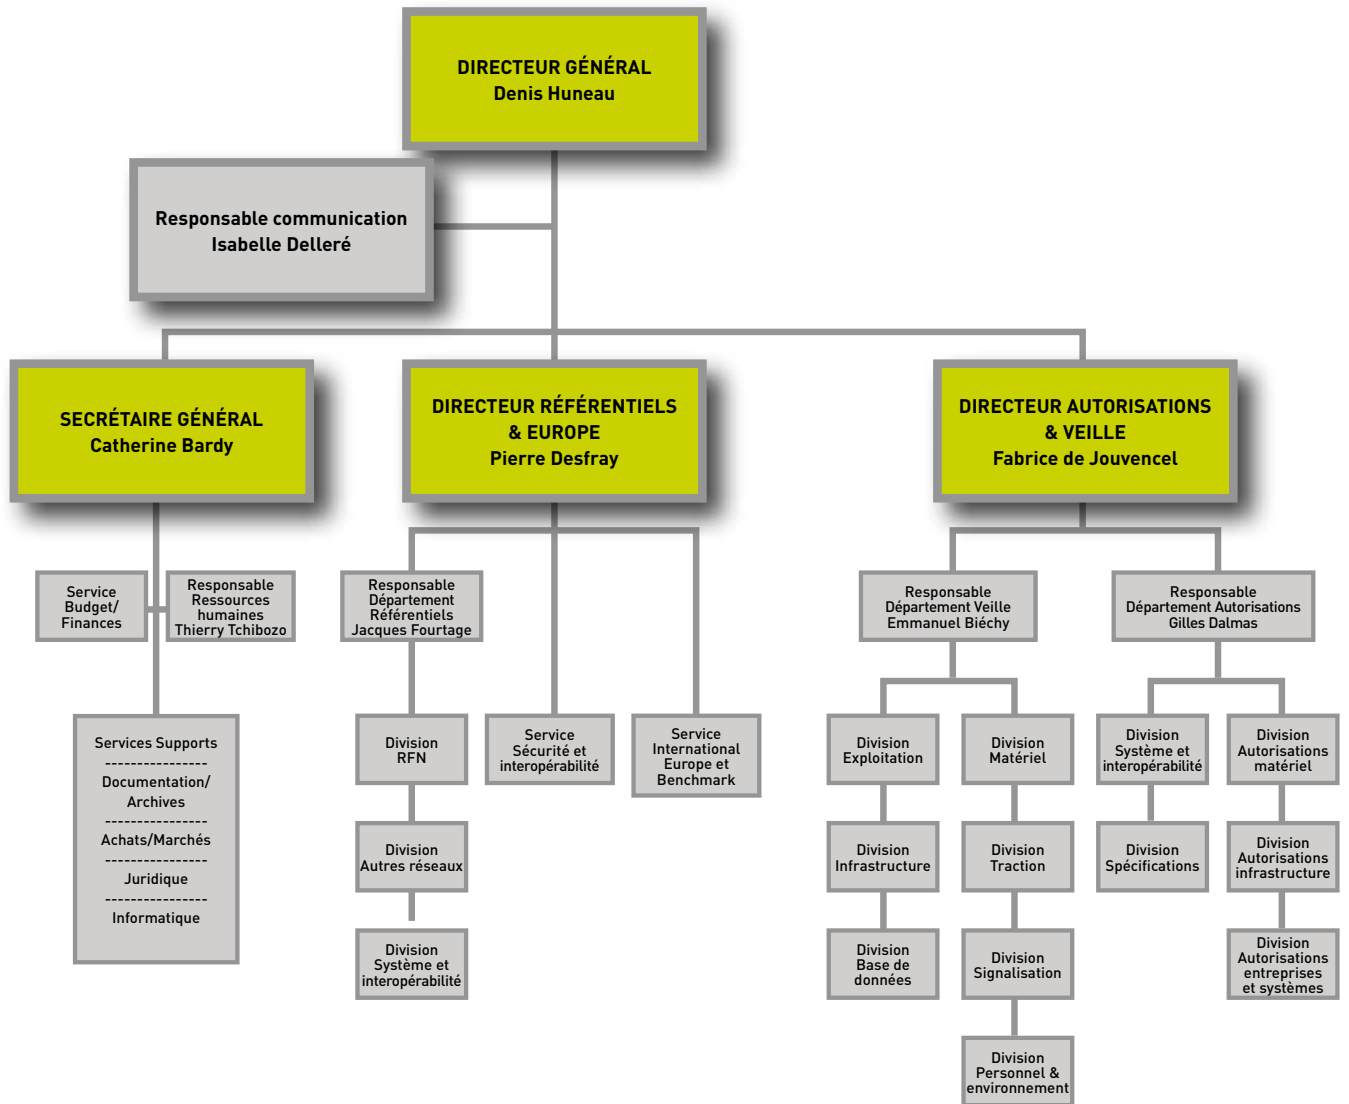 DIRECTEUR GÉNÉRAL
Denis Huneau
Responsable communication
Isabelle Delleré
SECRÉTAIRE GÉNÉRAL
Catherine Bardy
DIRECTEUR RÉFÉRENTIELS
& EUROPE
Pierre Desfray
DIRECTEUR AUTORISATIONS
& VEILLE
Fabrice de Jouvencel
Service
Budget/
Finances
Responsable
Ressources
humaines
Thierry Tchibozo
Responsable
Département
Référentiels
Jacques Fourtage
Responsable
Département Veille
Emmanuel Biéchy
Responsable
Département Autorisations
Gilles Dalmas
Services Supports
----------------
Documentation/
Archives
----------------
Achats/Marchés
----------------
Juridique
----------------
Informatique
Division
RFN
Service
Sécurité et
interopérabilité
Service
International
Europe et
Benchmark
Division
Exploitation
Division
Matériel
Division
Système et
interopérabilité
Division
Autorisations
matériel
Division
Autres réseaux
Division
Infrastructure
Division
Traction
Division
Spécifications
Division
Autorisations
infrastructure
Division
Système et
interopérabilité
Division
Base de
données
Division
Signalisation
Division
Autorisations
entreprises
et systèmes
Division
Personnel &
environnement